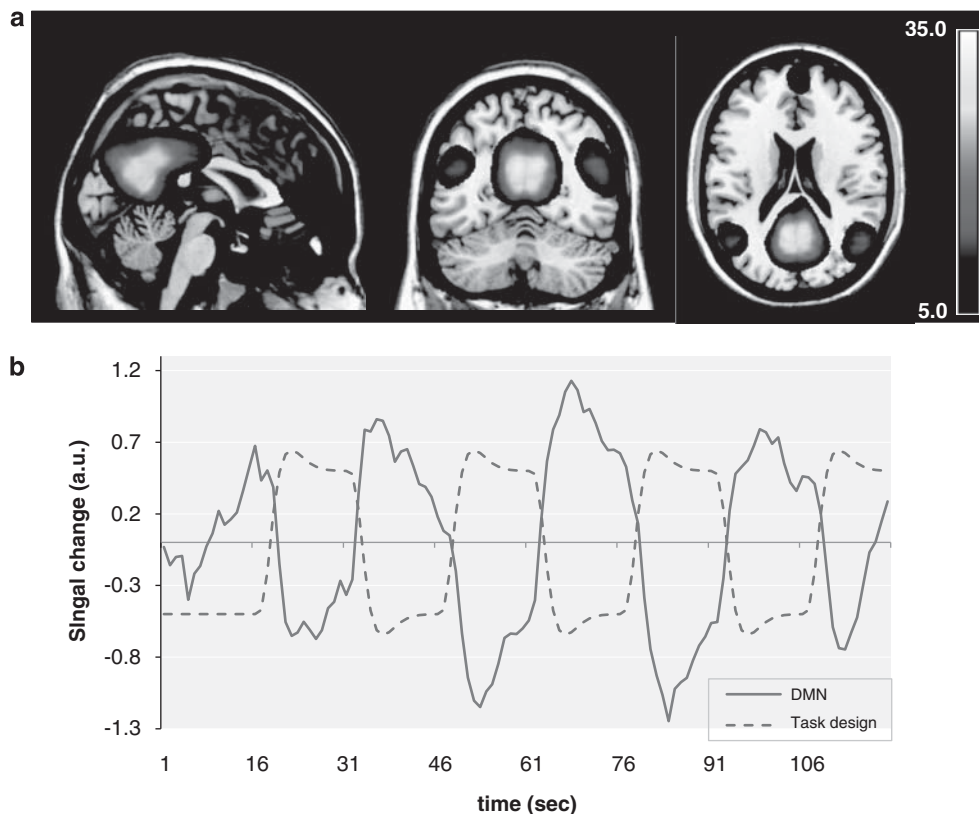 a
35.0
5.0
b
1.2
0.7
0.2
-0.3
-0.8
-1.3
SIngal change (a.u.)
DMN
Task design
1 16 31 46 61 76 91 106
time (sec)